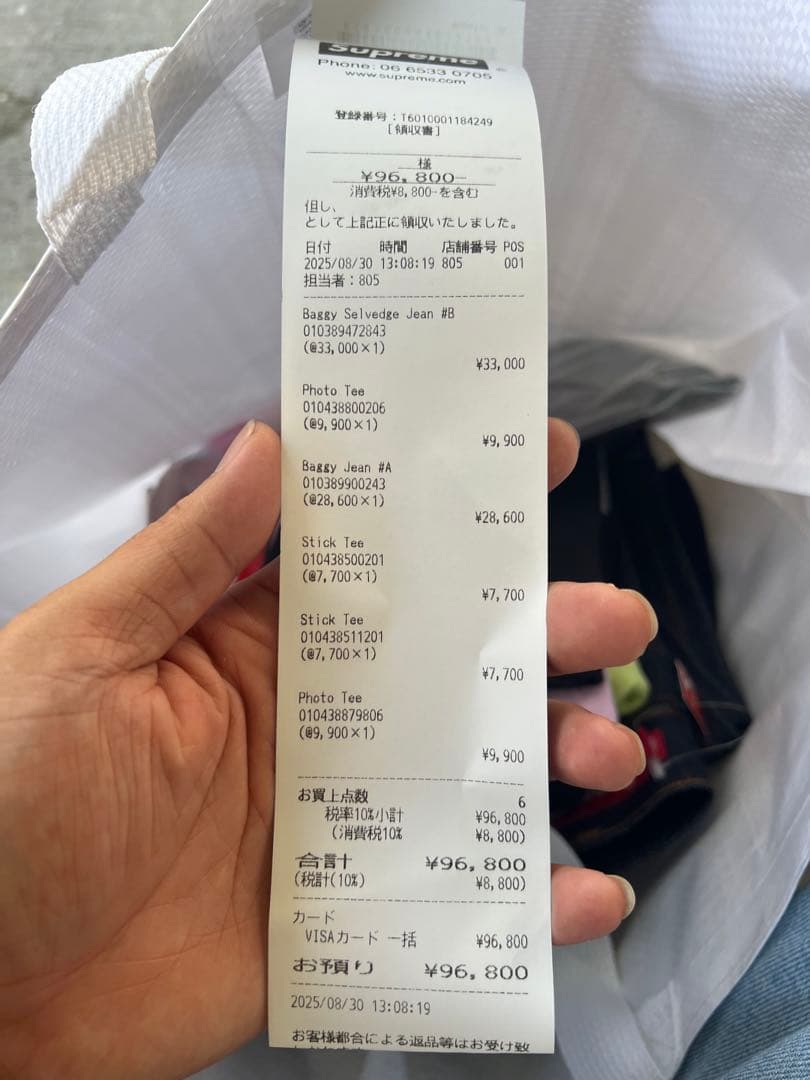 Supreme
Phone: 06 6533 0705
www.supreme.com
登録番号:T6010001184249
[領収書]
様
¥96,800-
消費税¥8,800-を含む
但し、
として上記正に領収いたしました。
日付 時間 店舗番号 POS
2025/08/30 13:08:19 805 001
担当者:805
Baggy Selvedge Jean #B
010389472843
(@33,000×1)
¥33,000
Photo Tee
010438800206
(@9,900×1)
¥9,900
Baggy Jean #A
010389900243
(@28,600×1)
¥28,600
Stick Tee
010438500201
(@7,700×1)
¥7,700
Stick Tee
010438511201
(@7,700×1)
¥7,700
Photo Tee
010438879806
(@9,900×1)
¥9,900
お買上点数 6
税率10%小計 ¥96,800
(消費税10% ¥8,800)
合計 ¥96,800
(税計(10%) ¥8,800)
カード
VISAカード 一括 ¥96,800
お預り ¥96,800
2025/08/30 13:08:19
お客様都合による返品等はお受け致